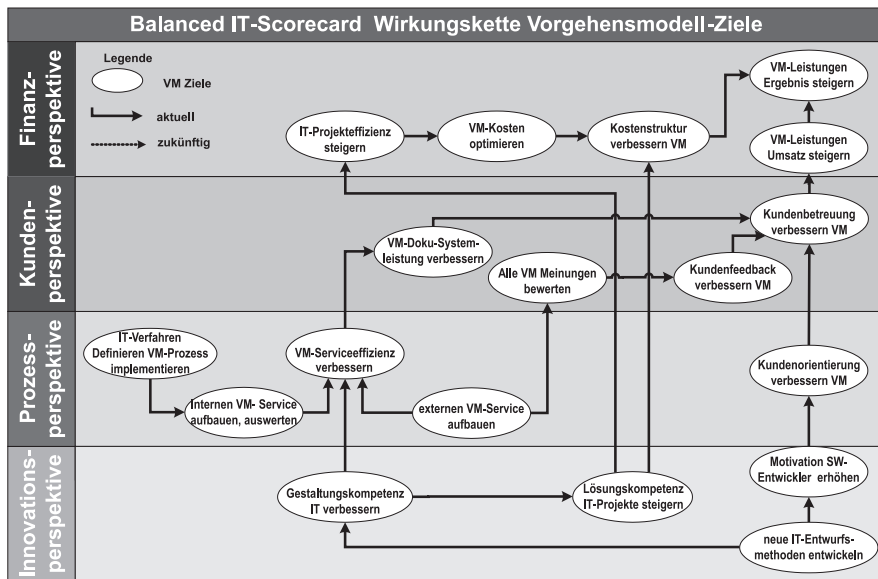 Balanced IT-Scorecard Wirkungskette Vorgehensmodell-Ziele
Finanz-
perspektive
Legende
VM Ziele
aktuell
zukünftig
VM-Leistungen
Ergebnis steigern
IT-Projekteffizienz
steigern
VM-Kosten
optimieren
Kostenstruktur
verbessern VM
VM-Leistungen
Umsatz steigern
Kunden-
perspektive
VM-Doku-System-
leistung verbessern
Alle VM Meinungen
bewerten
Kundenfeedback
verbessern VM
Kundenbetreuung
verbessern VM
Prozess-
perspektive
IT-Verfahren
Definieren VM-Prozess
implementieren
Internen VM- Service
aufbauen, auswerten
VM-Serviceeffizienz
verbessern
externen VM-Service
aufbauen
Kundenorientierung
verbessern VM
Innovations-
perspektive
Gestaltungskompetenz
IT verbessern
Lösungskompetenz
IT-Projekte steigern
Motivation SW-
Entwickler erhöhen
neue IT-Entwurfs-
methoden entwickeln